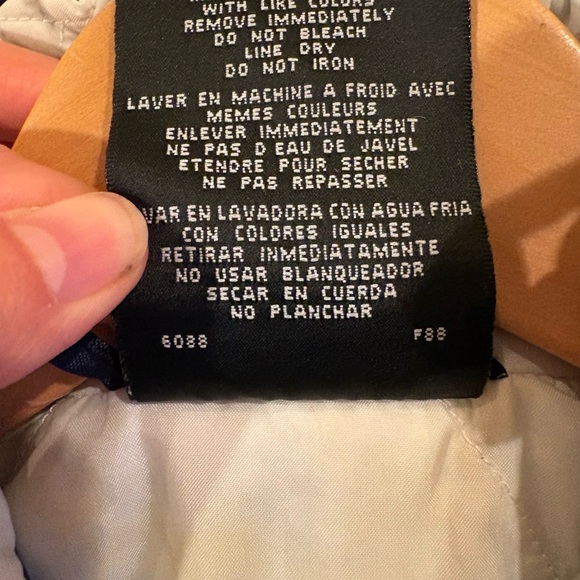 WITH LIKE COLORS
REMOVE IMMEDIATELY
DO NOT BLEACH
LINE DRY
DO NOT IRON
LAVER EN MACHINE A FROID AVEC
MEMES COULEURS
ENLEVER IMMEDIATEMENT
NE PAS D EAU DE JAVEL
ETENDRE POUR SECHER
NE PAS REPASSER
EN LAVADORA CON AGUA FRIA
CON COLORES IGUALES
RETIRAR INMEDIATAMENTE
NO USAR BLANQUEADOR
SECAR EN CUERDA
NO PLANCHAR
6088 F88